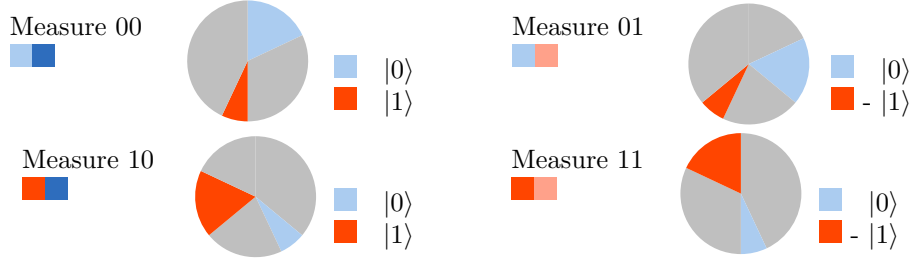 Measure 00
|0⟩
|1⟩
Measure 01
|0⟩
- |1⟩
Measure 10
|0⟩
|1⟩
Measure 11
|0⟩
- |1⟩